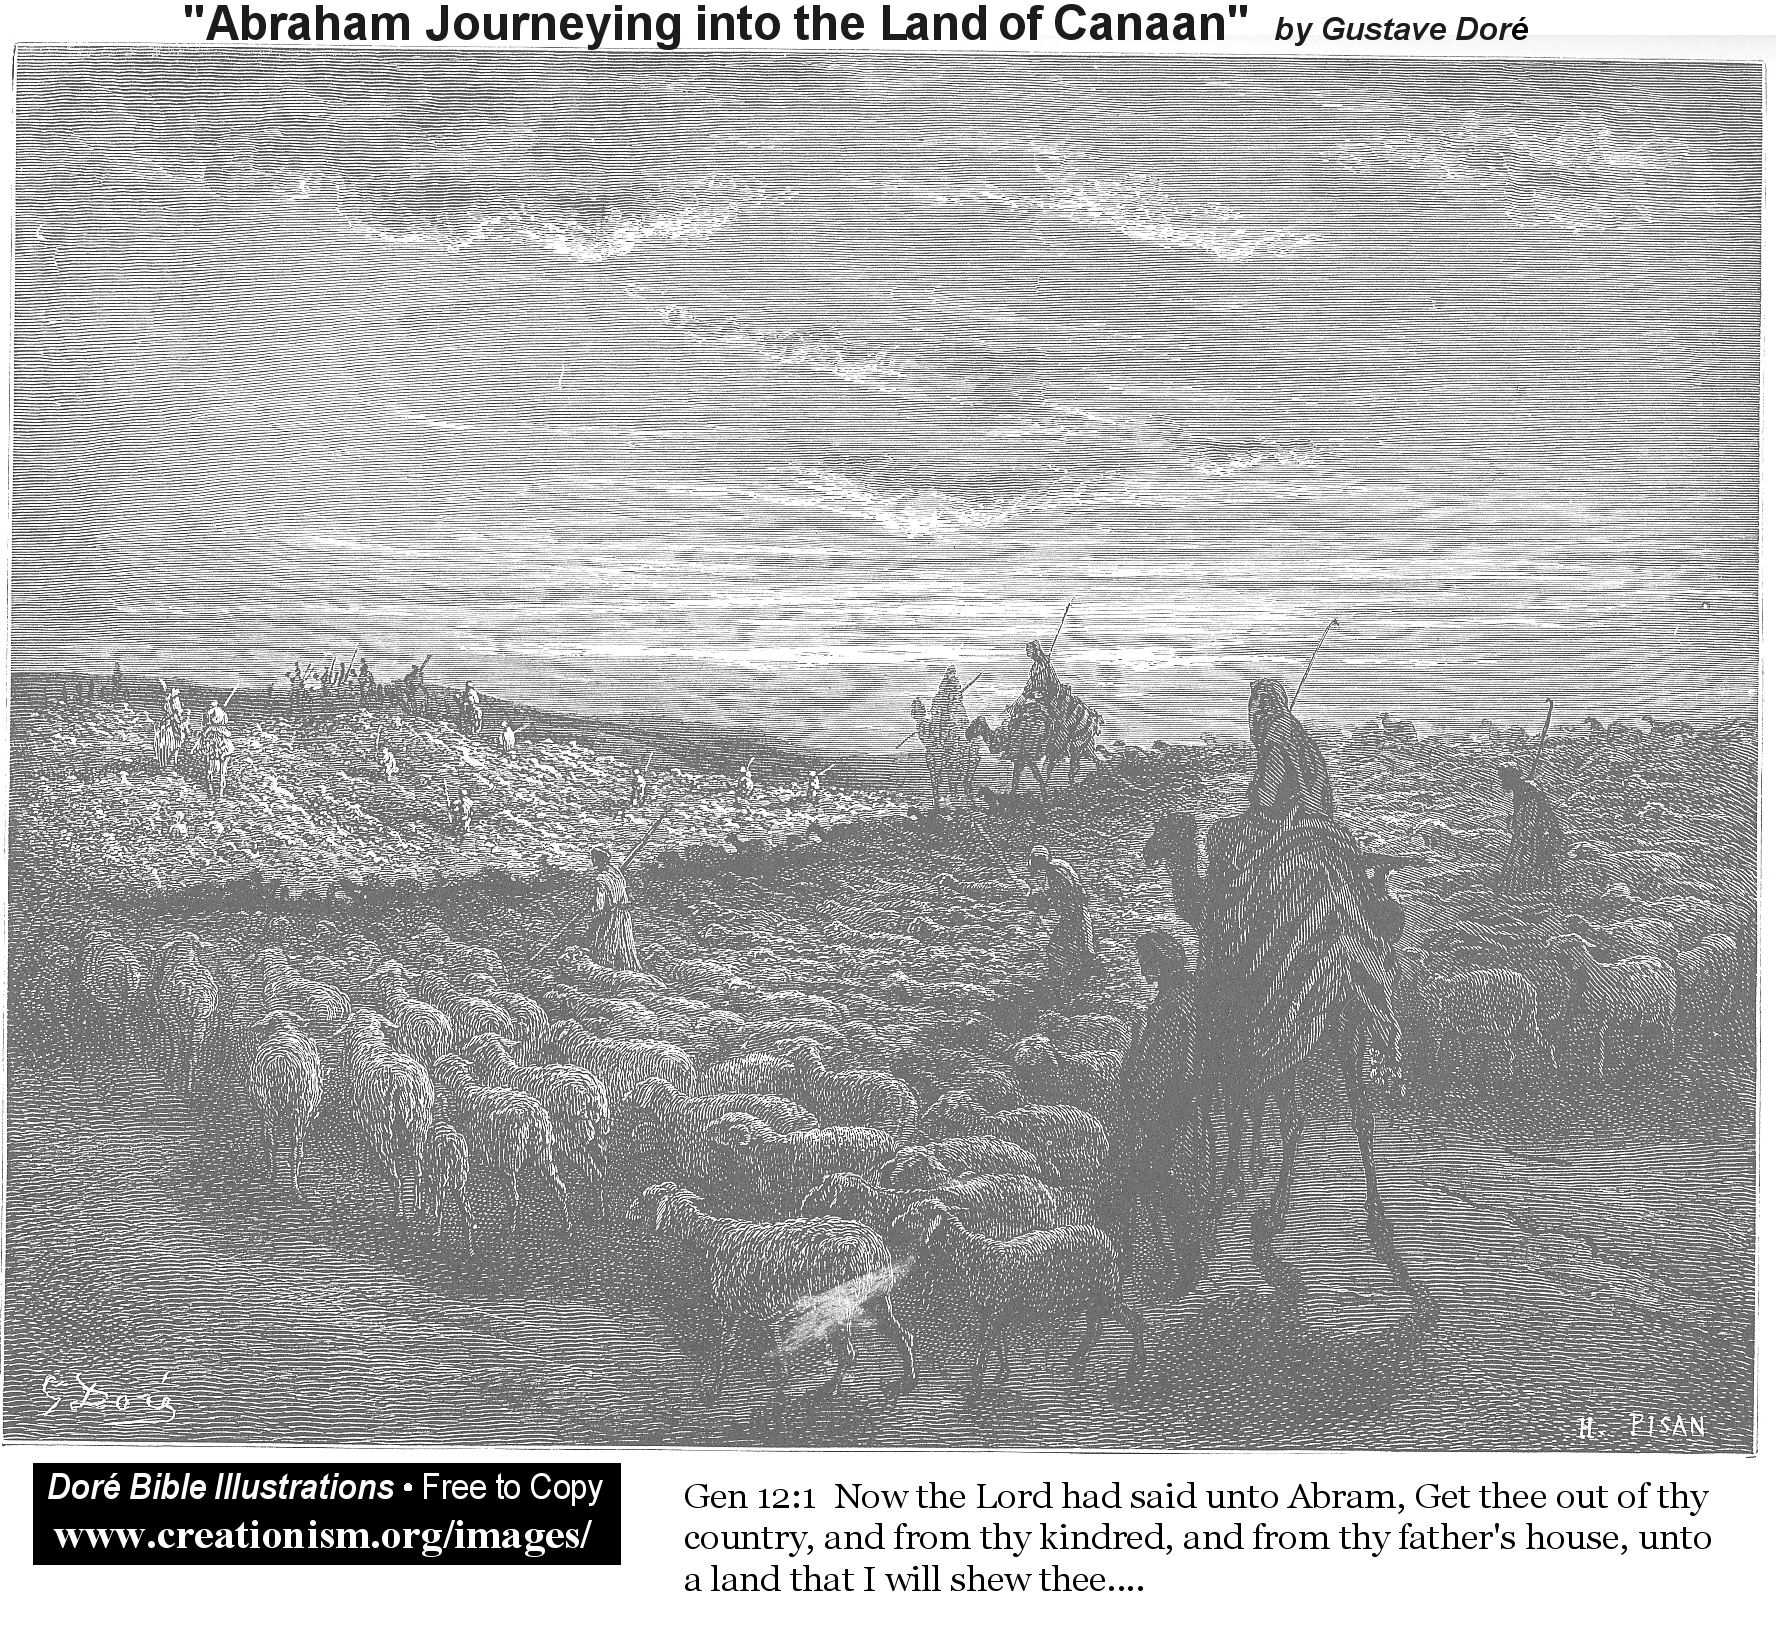 "Abraham Journeying into the Land of Canaan" by Gustave Doré
G. Doré
H. PISAN
Doré Bible Illustrations • Free to Copy
www.creationism.org/images/
Gen 12:1 Now the Lord had said unto Abram, Get thee out of thy
country, and from thy kindred, and from thy father's house, unto
a land that I will shew thee....